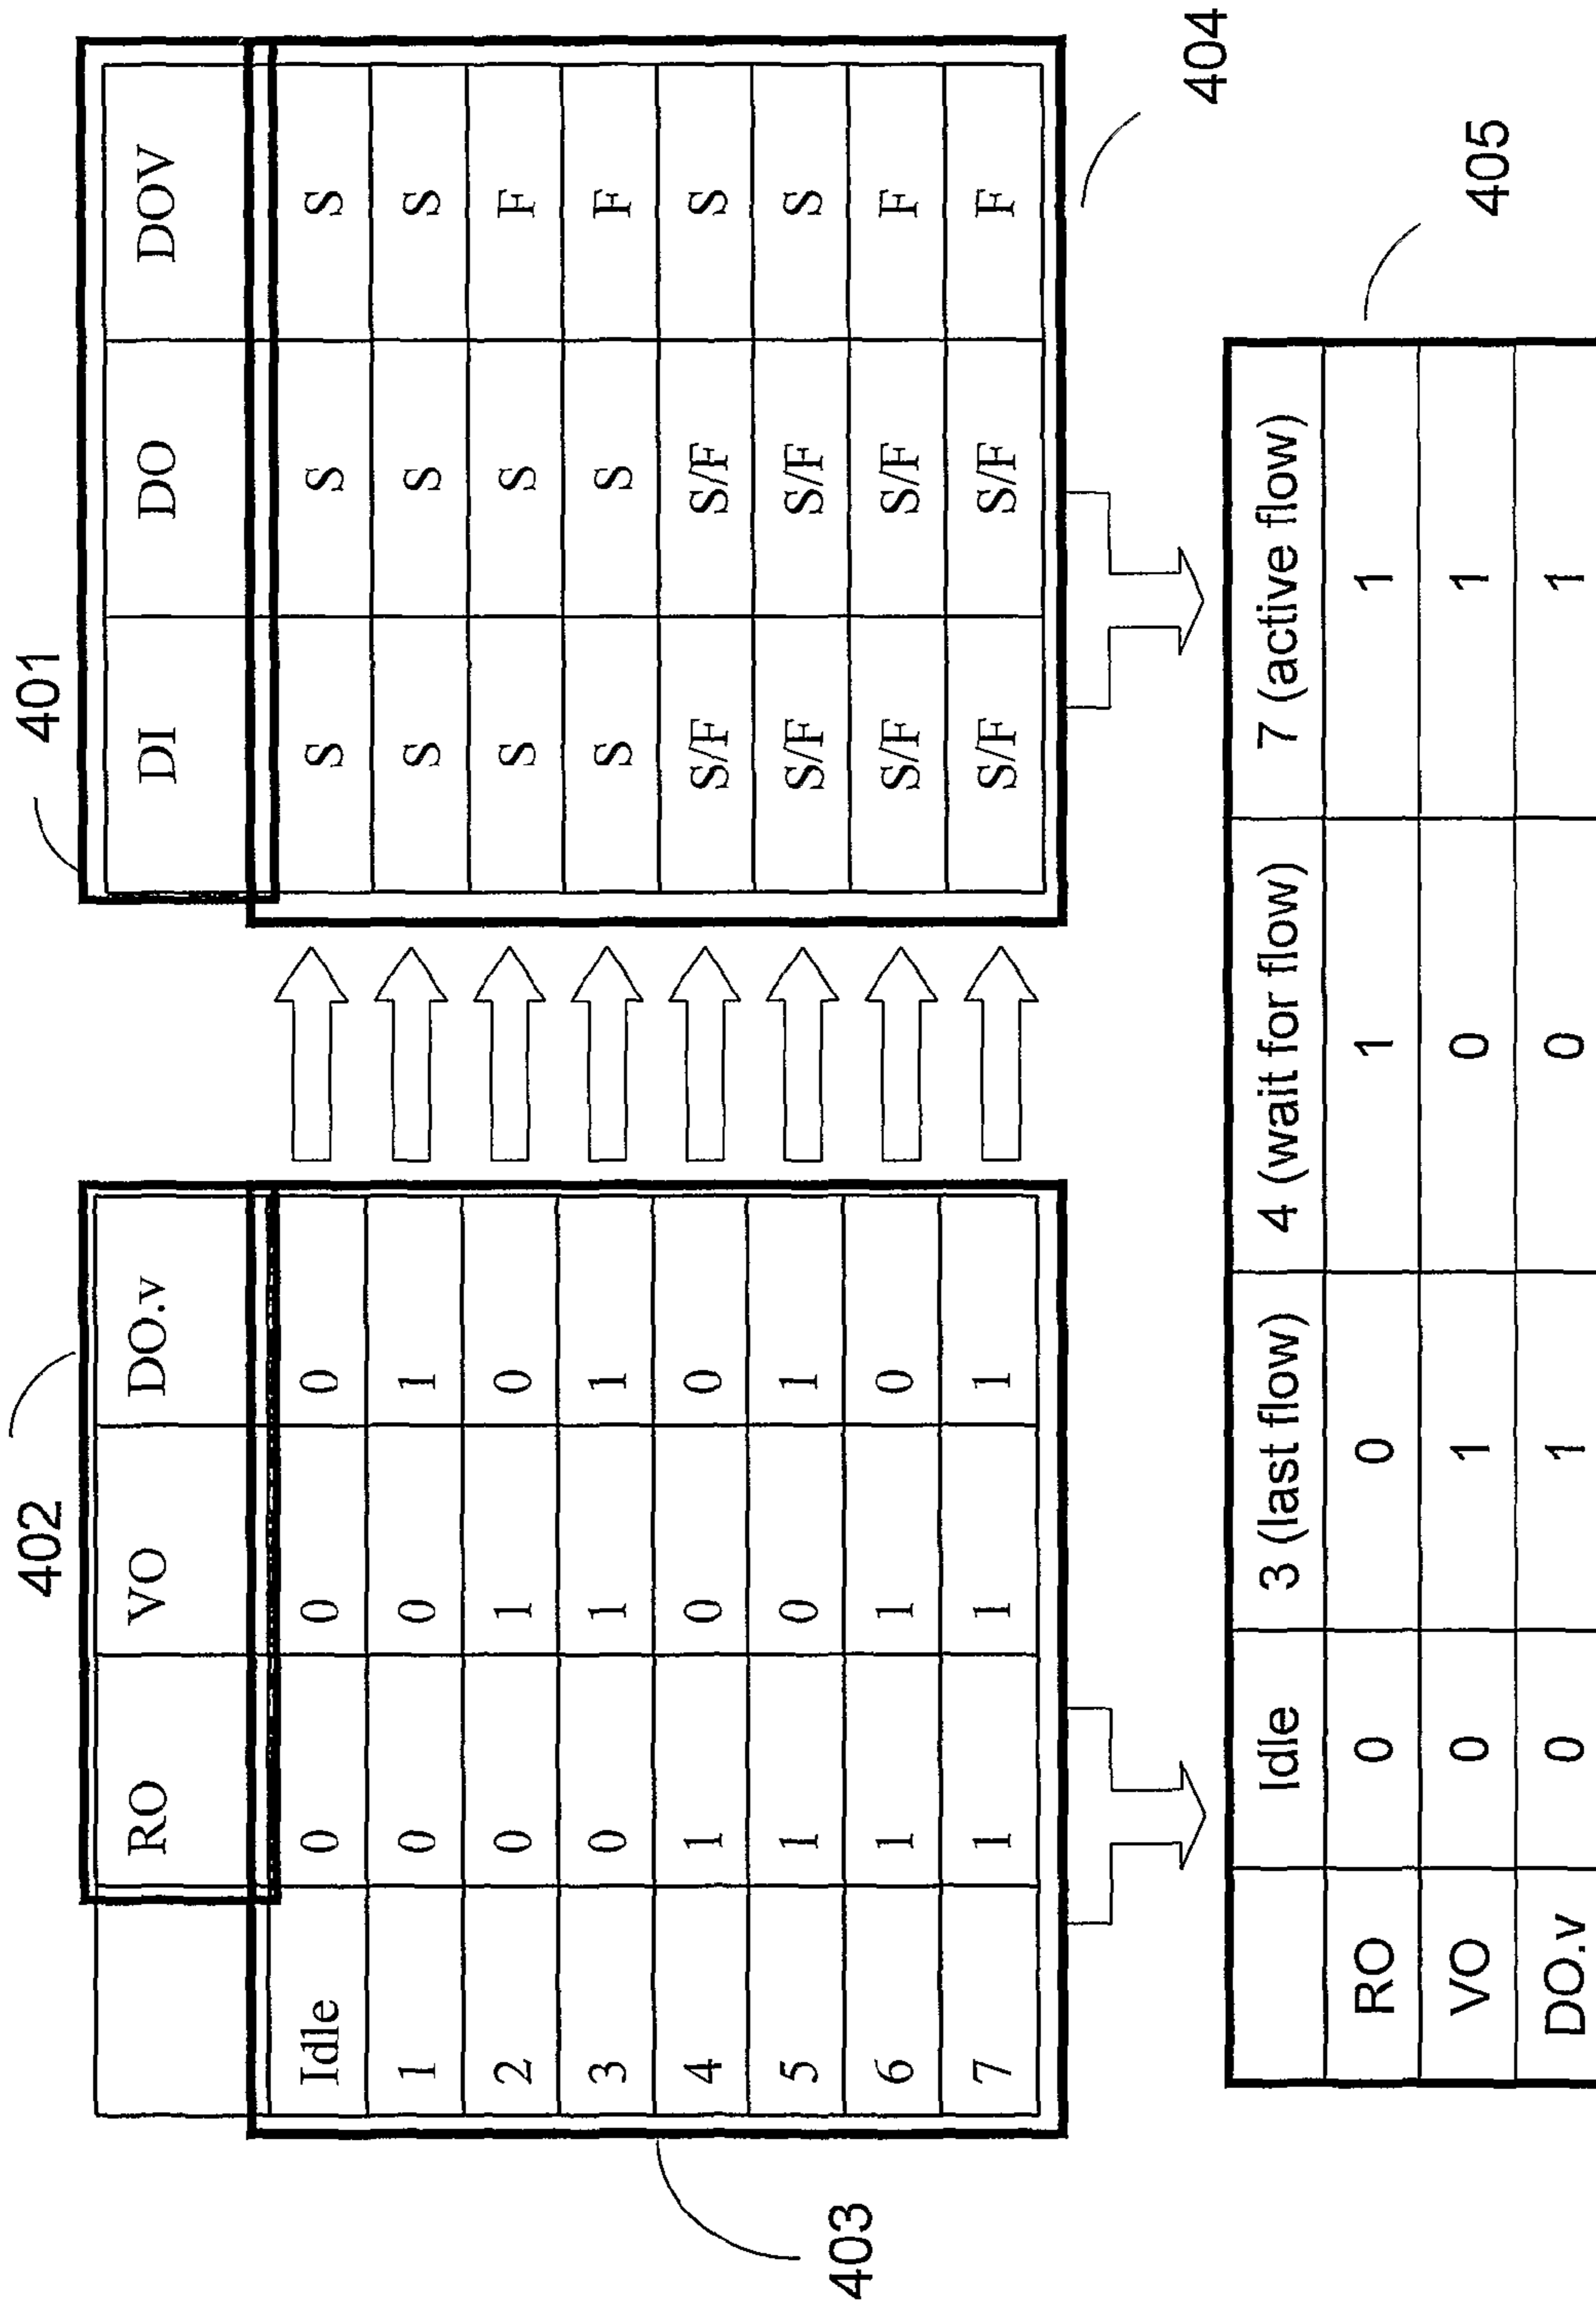 402
401
RO VO DO.v
Idle 0 0 0
1 0 0 1
2 0 1 0
3 0 1 1
4 1 0 0
5 1 0 1
6 1 1 0
7 1 1 1
403
DI DO DOV
S S S
S S S
S S F
S S F
S/F S/F S
S/F S/F S
S/F S/F F
S/F S/F F
404
Idle 3 (last flow) 4 (wait for flow) 7 (active flow)
RO 0 0 1 1
VO 0 1 0 1
DO.v 0 1 0 1
405